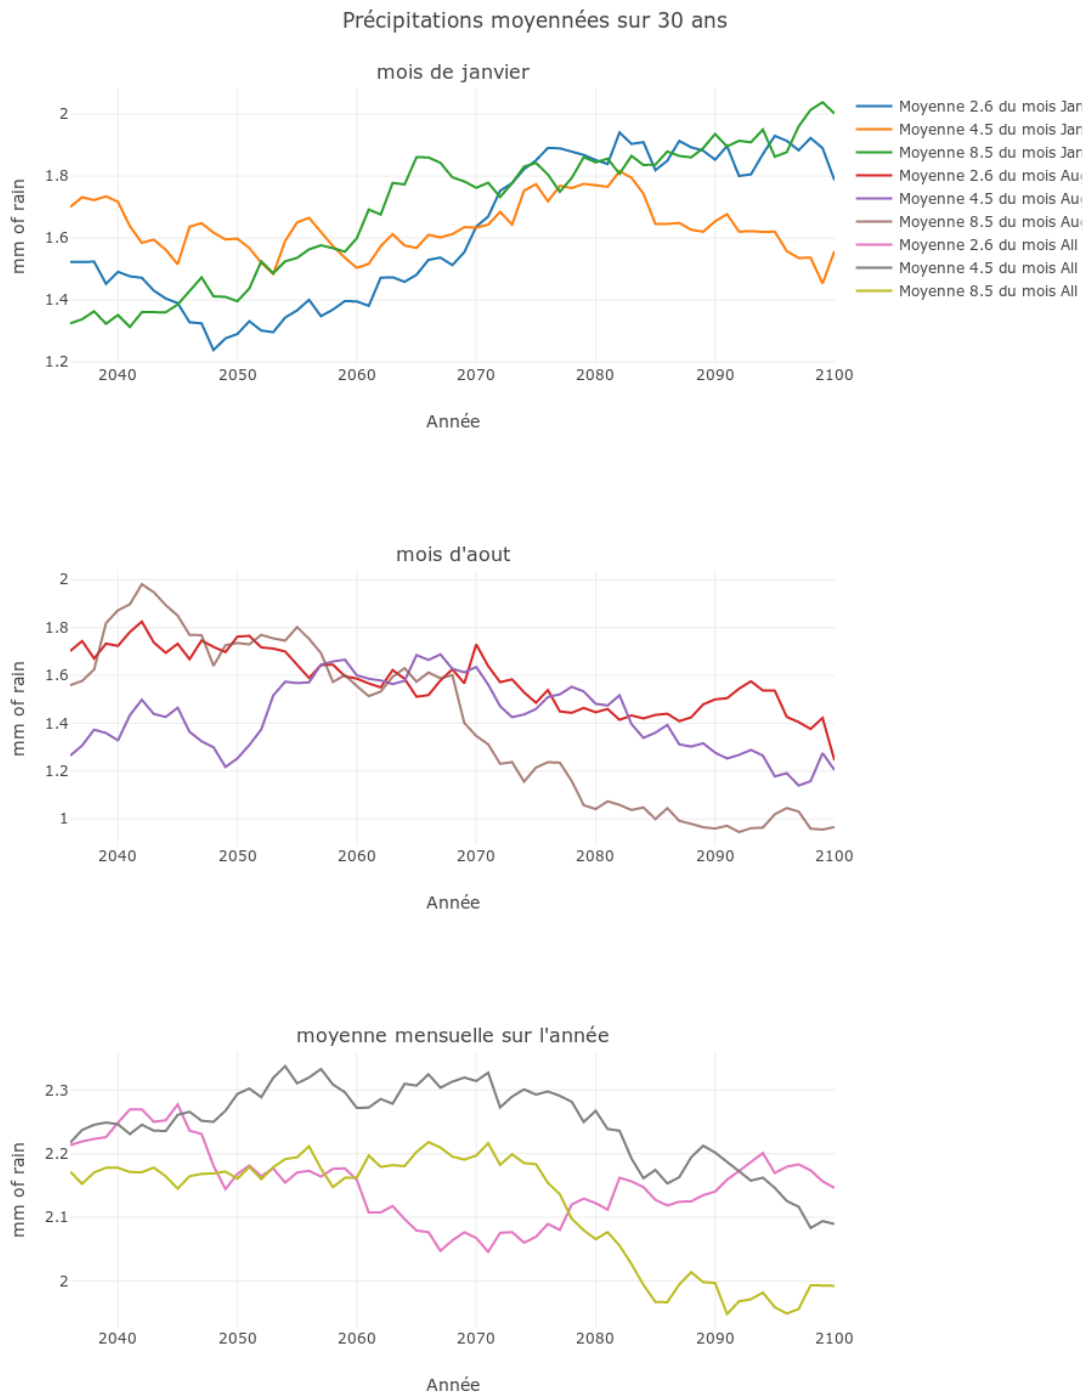 Précipitations moyennées sur 30 ans
mois de janvier
2
1.8
1.6
1.4
1.2
mm of rain
2040 2050 2060 2070 2080 2090 2100
Année
Moyenne 2.6 du mois Jan
Moyenne 4.5 du mois Jan
Moyenne 8.5 du mois Jan
Moyenne 2.6 du mois Aug
Moyenne 4.5 du mois Aug
Moyenne 8.5 du mois Aug
Moyenne 2.6 du mois All
Moyenne 4.5 du mois All
Moyenne 8.5 du mois All
mois d'aout
2
1.8
1.6
1.4
1.2
1
mm of rain
2040 2050 2060 2070 2080 2090 2100
Année
moyenne mensuelle sur l'année
2.3
2.2
2.1
2
mm of rain
2040 2050 2060 2070 2080 2090 2100
Année